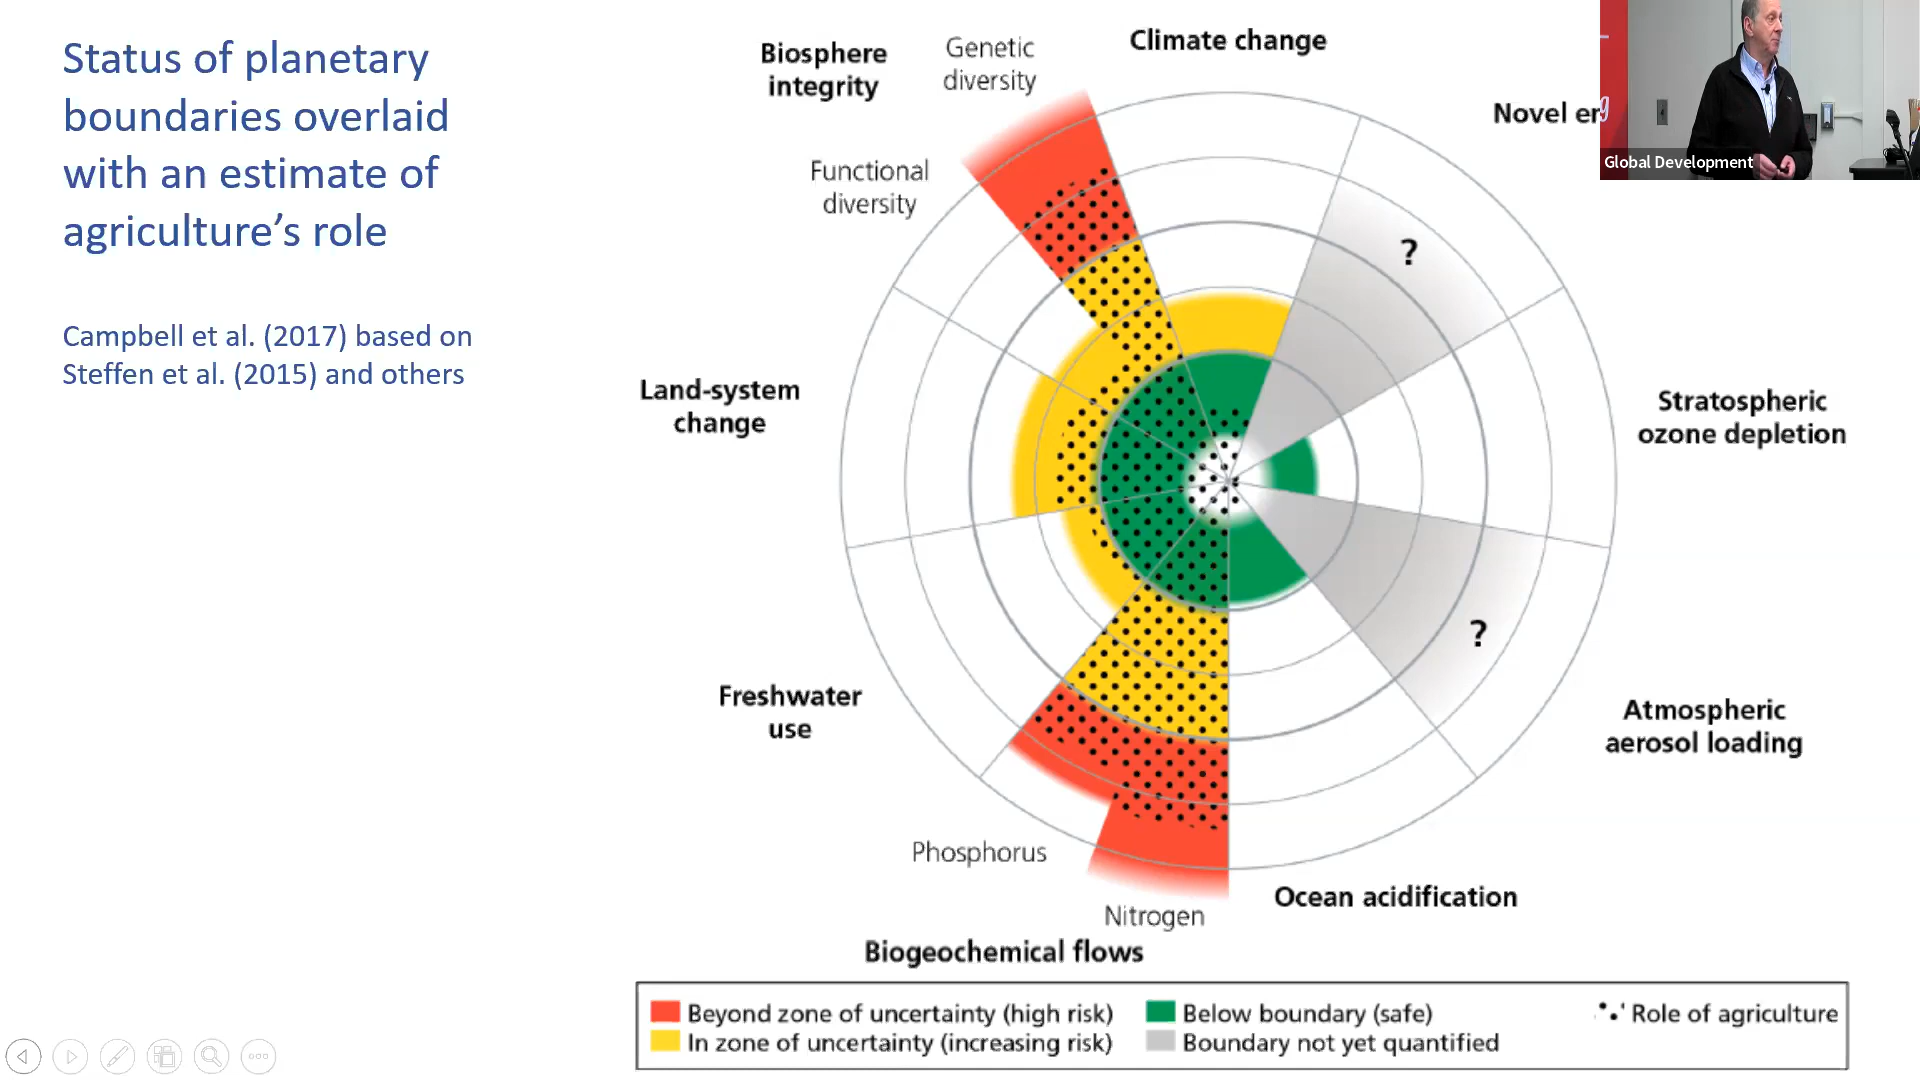 Status of planetary
boundaries overlaid
with an estimate of
agriculture’s role
Campbell et al. (2017) based on
Steffen et al. (2015) and others
Biosphere
integrity
Genetic
diversity
Climate change
Novel en
Global Development
Functional
diversity
?
Land-system
change
Stratospheric
ozone depletion
?
Freshwater
use
Atmospheric
aerosol loading
Phosphorus
Nitrogen
Ocean acidification
Biogeochemical flows
Beyond zone of uncertainty (high risk)
Below boundary (safe)
Role of agriculture
In zone of uncertainty (increasing risk)
Boundary not yet quantified